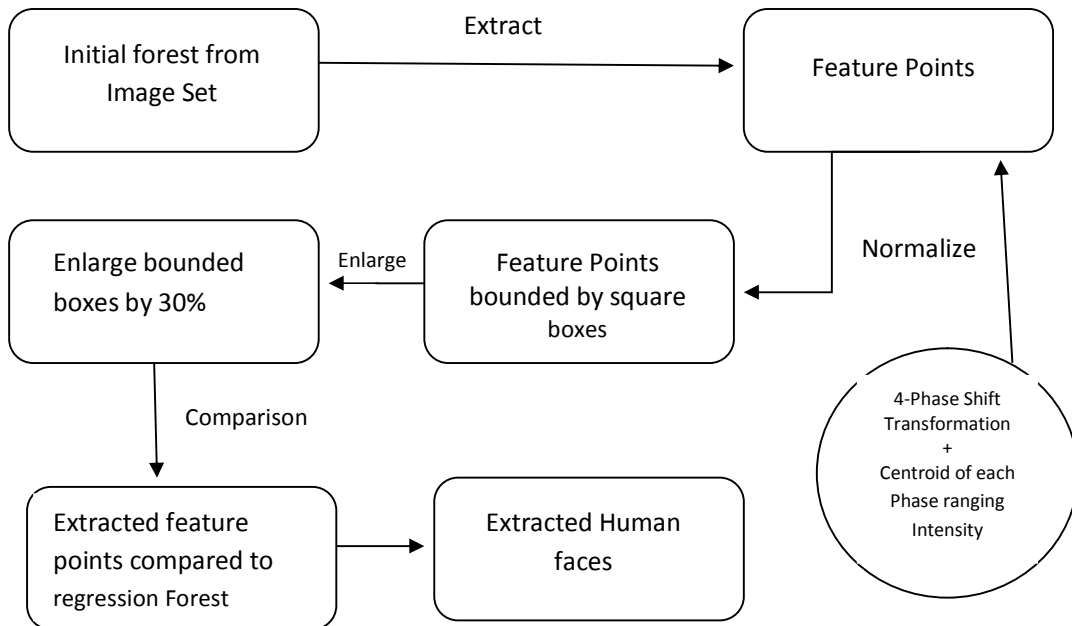 Initial forest from
Image Set
Extract
Feature Points
Normalize
Feature Points
bounded by square
boxes
Enlarge
Enlarge bounded
boxes by 30%
4-Phase Shift
Transformation
+
Centroid of each
Phase ranging
Intensity
Comparison
Extracted feature
points compared to
regression Forest
Extracted Human
faces